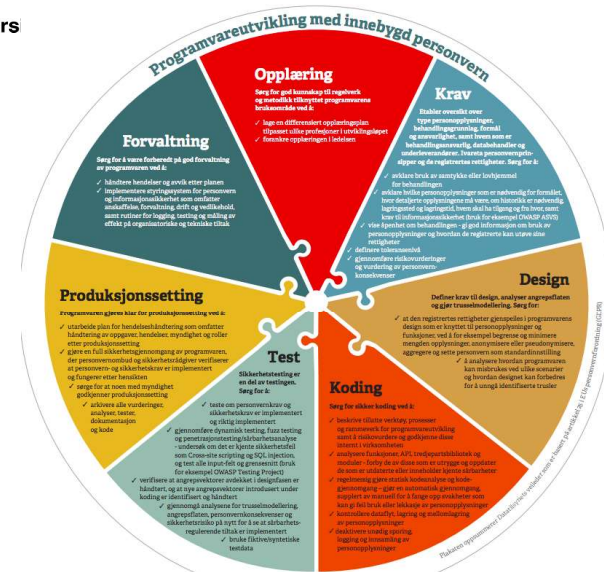 rs
Programvareutvikling med innebygd personvern
Opplæring
Sørg for god kunnskap til regelverk
og metodikk tilknyttet programvarens
bruksområde ved å:
✓ lage en differensiert opplæringsplan
tilpasset ulike profesjoner i utviklingsløpet
✓ forankre opplæringen i ledelsen
Krav
Etabler oversikt over
type personopplysninger,
behandlingsgrunnlag, formål
og ansvarlighet, samt hvem som er
behandlingsansvarlig, databehandler og
underleverandører. Ivareta personvernprin-
sipper og de registrertes rettigheter. Sørg for å:
✓ avklare bruk av samtykke eller lovhjemmel
for behandlingen
✓ avklare hvilke personopplysninger som er nødvendig for formålet,
hvor detaljerte opplysningene må være, om historikk er nødvendig,
lagringssted og lagringstid, hvem skal ha tilgang og fra hvor, samt
krav til informasjonssikkerhet (bruk for eksempel OWASP ASVS)
✓ vise åpenhet om behandlingen - gi god informasjon om bruk av
personopplysninger og hvordan de registrerte kan utøve sine
rettigheter
✓ definere toleransenivå
✓ gjennomføre risikovurderinger
og vurdering av personvern-
konsekvenser
Design
Definer krav til design, analyser angrepsflaten
og gjør trusselmodellering. Sørg for:
✓ at den registrertes rettigheter gjenspeiles i programvarens
design som er knyttet til personopplysninger og
funksjoner, ved å for eksempel begrense og minimere
mengden opplysninger, anonymisere eller pseudonymisere,
aggregere og sette personvern som standardinnstilling
✓ å analysere hvordan programvaren
kan misbrukes ved ulike scenarier
og hvordan designet kan forbedres
for å unngå identifiserte trusler
Koding
Sørg for sikker koding ved å:
✓ beskrive tillatte verktøy, prosesser
og rammeverk for programvareutvikling
samt å risikovurdere og godkjenne disse
internt i virksomheten
✓ analysere funksjoner, API, tredjepartsbibliotek og
moduler - forby de av disse som er utrygge og oppdater
de som er utdaterte eller inneholder kjente sårbarheter
✓ regelmessig gjøre statisk kodeanalyse og kode-
gjennomgang – gjør en automatisk gjennomgang,
supplert av manuell for å fange opp svakheter som
kan gi feil bruk eller lekkasje av personopplysninger
✓ kontrollere dataflyt, lagring og mellomlagring
av personopplysninger
✓ deaktivere unødig sporing,
logging og innsamling av
personopplysninger
Test
Sikkerhetstesting er
en del av testingen.
Sørg for å:
✓ teste om personvernkrav og
sikkerhetskrav er implementert
og riktig implementert
✓ gjennomføre dynamisk testing, fuzz testing
og penetrasjonstesting/sårbarhetsanalyse
- undersøk om det er kjente sikkerhetsfeil
som Cross-site scripting og SQL injection,
og test alle input-felt og grensesnitt (bruk
for eksempel OWASP Testing Project)
✓ verifisere at angrepsvektorer avdekket i designfasen er
håndtert, og at nye angrepsvektorer introdusert under
koding er identifisert og håndtert
✓ gjennomgå analysene for trusselmodellering,
angrepsflaten, personvernkonsekvenser og
sikkerhetsrisiko på nytt for å se at sårbarhets-
regulerende tiltak er implementert
✓ bruke fiktive/syntetiske
testdata
Produksjonssetting
Programvaren gjøres klar for produksjonssetting ved å:
✓ utarbeide plan for hendelseshåndtering som omfatter
håndtering av oppgaver, hendelser, myndighet og roller
etter produksjonssetting
✓ gjøre en full sikkerhetsgjennomgang av programvaren,
der personvernombud og sikkerhetsrådgiver verifiserer
at personvern- og sikkerhetskrav er implementert
og fungerer etter hensikten
✓ sørge for at noen med myndighet
godkjenner produksjonssetting
✓ arkivere alle vurderinger,
analyser, tester,
dokumentasjon
og kode
Forvaltning
Sørg for å være forberedt på god forvaltning
av programvaren ved å:
✓ håndtere hendelser og avvik etter planen
✓ implementere styringssystem for personvern
og informasjonssikkerhet som omfatter
anskaffelse, forvaltning, drift og vedlikehold,
samt rutiner for logging, testing og måling av
effekt på organisatoriske og tekniske tiltak
Plakaten oppsummerer Datatilsynets veileder som er basert på artikkel 25 i EUs personvernforordning (GDPR)